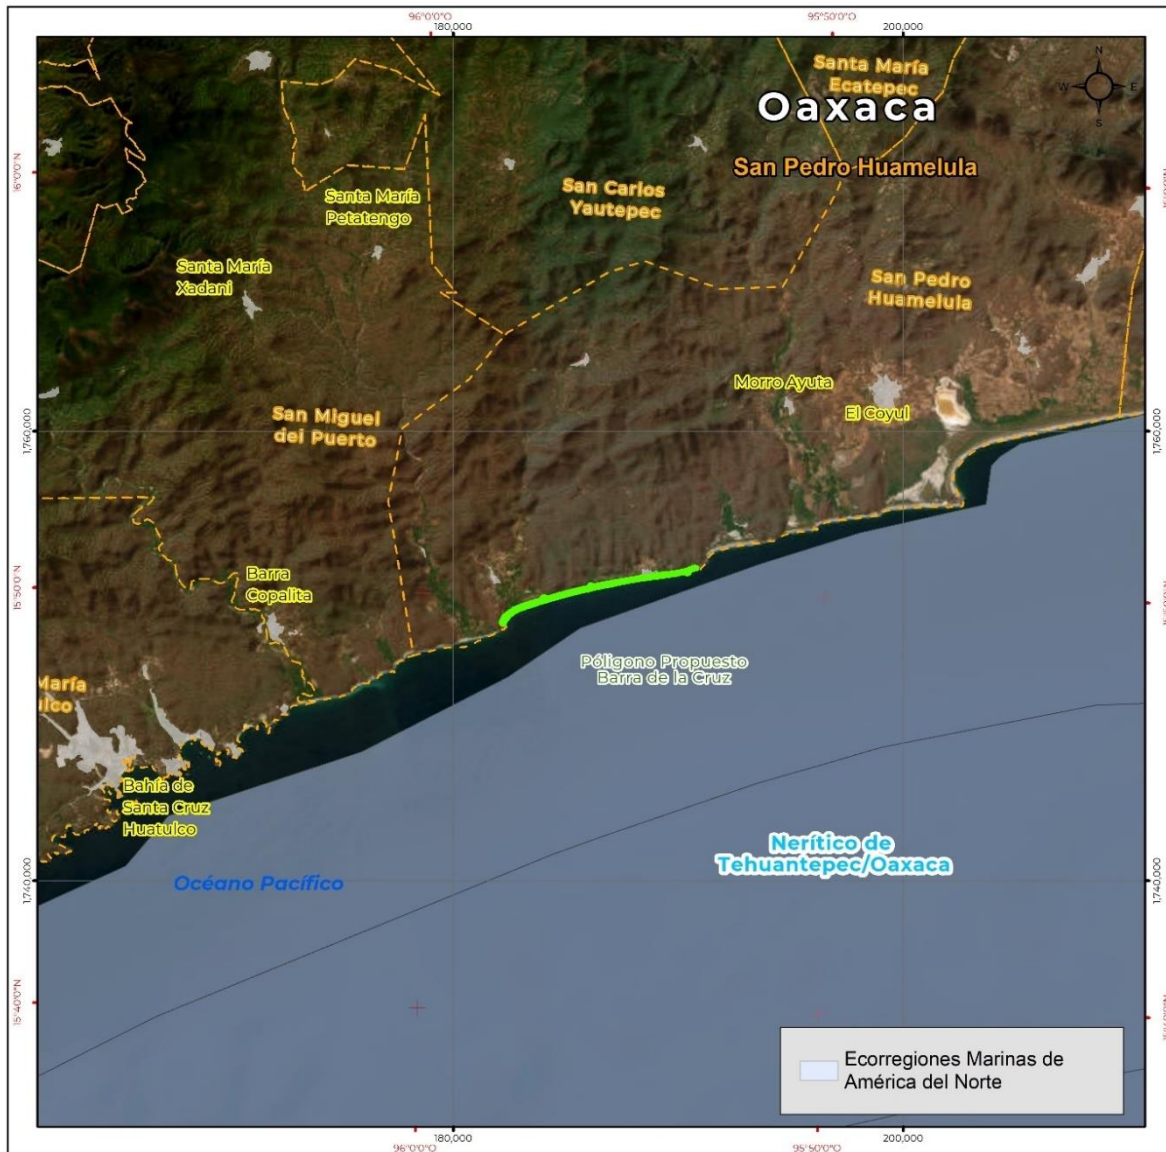 96°0'0"O
95°50'0"O
180,000
200,000
N
W
E
S
Santa María
Ecatepec
Oaxaca
San Pedro Huamelula
16°0'0"N
San Carlos
Yautepec
Santa María
Petatengo
Santa María
Xadani
San Pedro
Huamelula
Morro Ayuta
El Coyul
San Miguel
del Puerto
1,760,000
1,760,000
15°50'0"N
Barra
Copalita
Póligono Propuesto
Barra de la Cruz
María
ulco
Bahía de
Santa Cruz
Huatulco
Nerítico de
Tehuantepec/Oaxaca
Océano Pacífico
1,740,000
1,740,000
15°40'0"N
Ecorregiones Marinas de
América del Norte
180,000
200,000
96°0'0"O
95°50'0"O